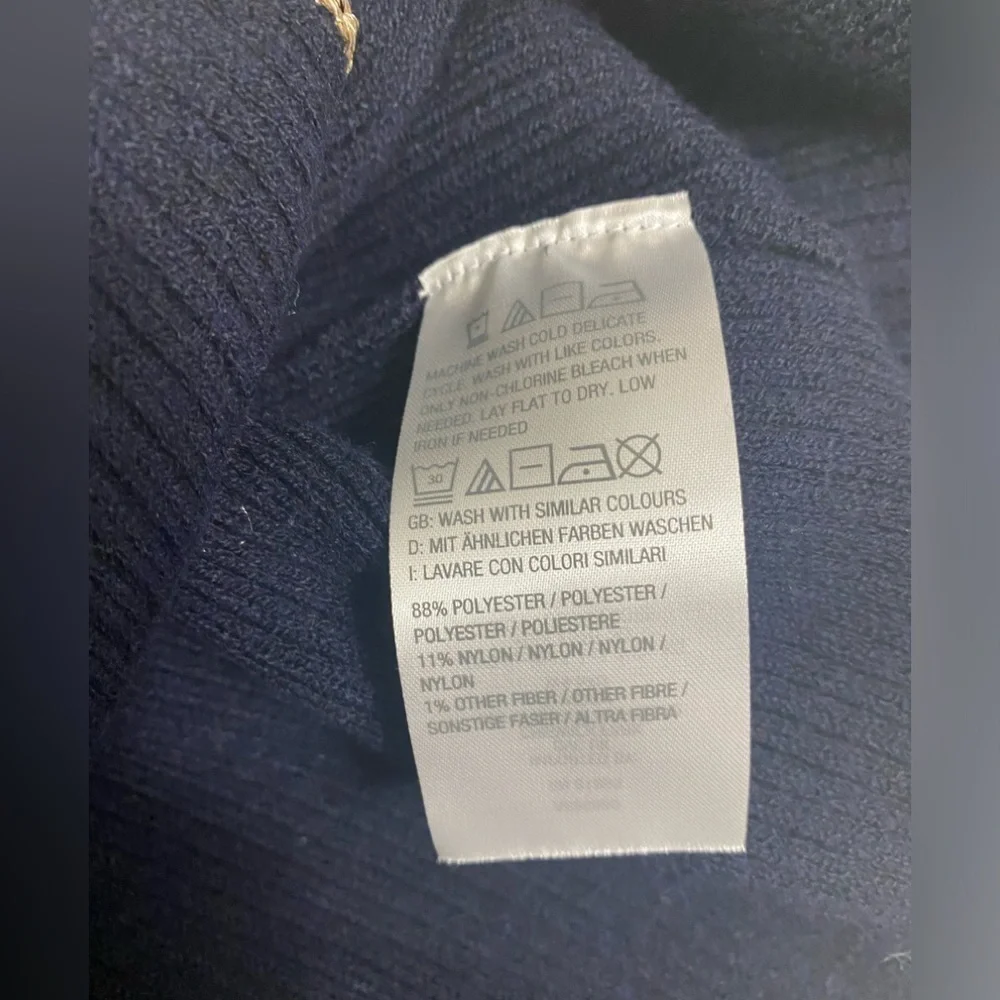 MACHINE WASH COLD DELICATE
CYCLE. WASH WITH LIKE COLORS.
ONLY NON-CHLORINE BLEACH WHEN
NEEDED. LAY FLAT TO DRY. LOW
IRON IF NEEDED
30
GB: WASH WITH SIMILAR COLOURS
D: MIT ÄHNLICHEN FARBEN WASCHEN
I: LAVARE CON COLORI SIMILARI
88% POLYESTER / POLYESTER /
POLYESTER / POLIESTERE
11% NYLON / NYLON / NYLON /
NYLON
1% OTHER FIBER / OTHER FIBRE /
SONSTIGE FASER / ALTRA FIBRA